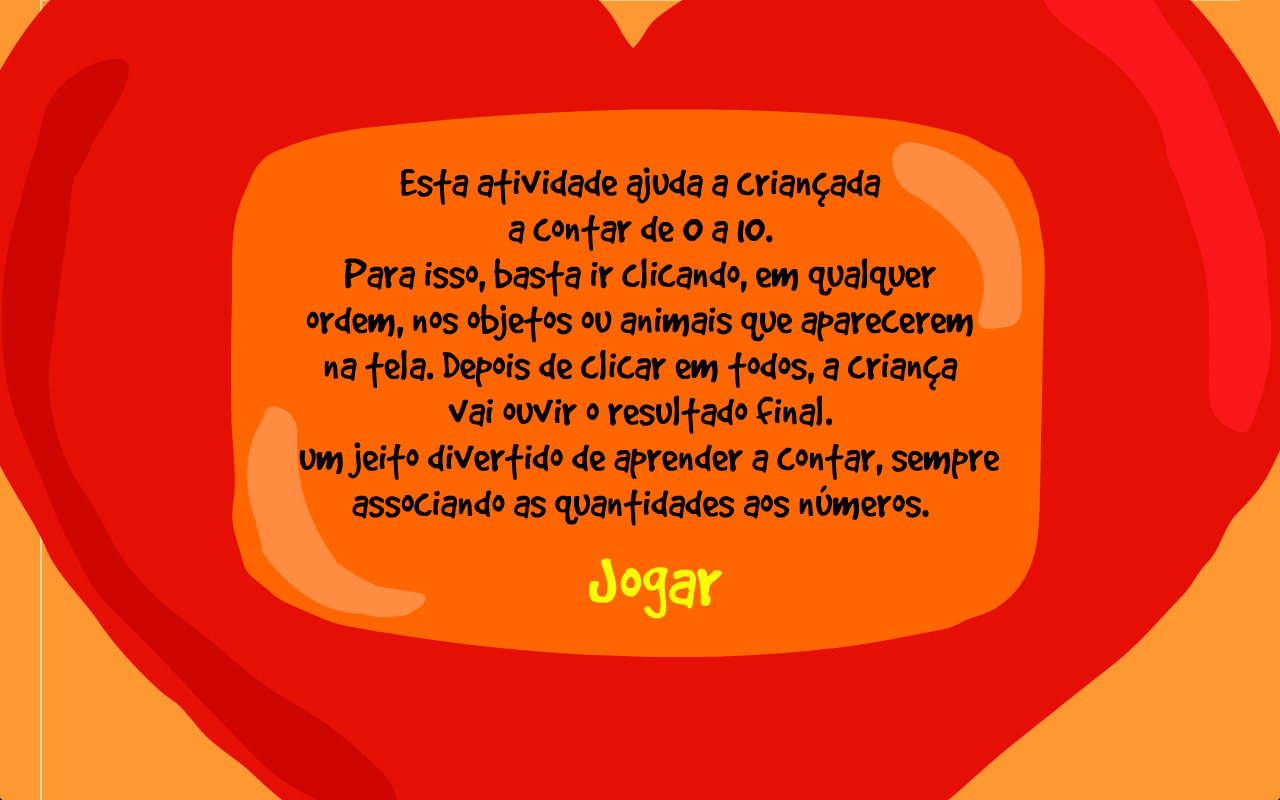 Esta atividade ajuda a criançada
a contar de 0 a 10.
Para isso, basta ir clicando, em qualquer
ordem, nos objetos ou animais que aparecerem
na tela. Depois de clicar em todos, a criança
vai ouvir o resultado final.
um jeito divertido de aprender a contar, sempre
associando as quantidades aos números.
Jogar